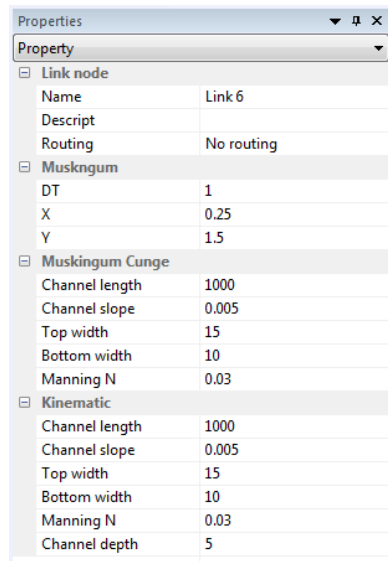 Properties
Property
Link node
Name Link 6
Descript
Routing No routing
Muskngum
DT 1
X 0.25
Y 1.5
Muskingum Cunge
Channel length 1000
Channel slope 0.005
Top width 15
Bottom width 10
Manning N 0.03
Kinematic
Channel length 1000
Channel slope 0.005
Top width 15
Bottom width 10
Manning N 0.03
Channel depth 5